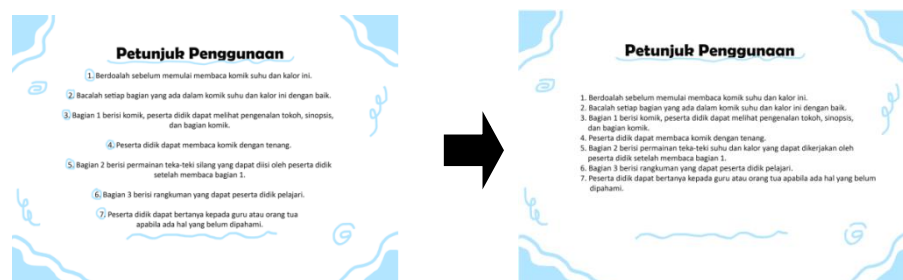 Petunjuk Penggunaan
1. Berdoalah sebelum memulai membaca komik suhu dan kalor ini.
2. Bacalah setiap bagian yang ada dalam komik suhu dan kalor ini dengan baik.
3. Bagian 1 berisi komik, peserta didik dapat melihat pengenalan tokoh, sinopsis,
dan bagian komik.
4. Peserta didik dapat membaca komik dengan tenang.
5. Bagian 2 berisi permainan teka-teki silang yang dapat diisi oleh peserta didik
setelah membaca bagian 1.
6. Bagian 3 berisi rangkuman yang dapat peserta didik pelajari.
7. Peserta didik dapat bertanya kepada guru atau orang tua
apabila ada hal yang belum dipahami.
Petunjuk Penggunaan
1. Berdoalah sebelum memulai membaca komik suhu dan kalor ini.
2. Bacalah setiap bagian yang ada dalam komik suhu dan kalor ini dengan baik.
3. Bagian 1 berisi komik, peserta didik dapat melihat pengenalan tokoh, sinopsis,
dan bagian komik.
4. Peserta didik dapat membaca komik dengan tenang.
5. Bagian 2 berisi permainan teka-teki suhu dan kalor yang dapat dikerjakan oleh
peserta didik setelah membaca bagian 1.
6. Bagian 3 berisi rangkuman yang dapat peserta didik pelajari.
7. Peserta didik dapat bertanya kepada guru atau orang tua apabila ada hal yang belum
dipahami.